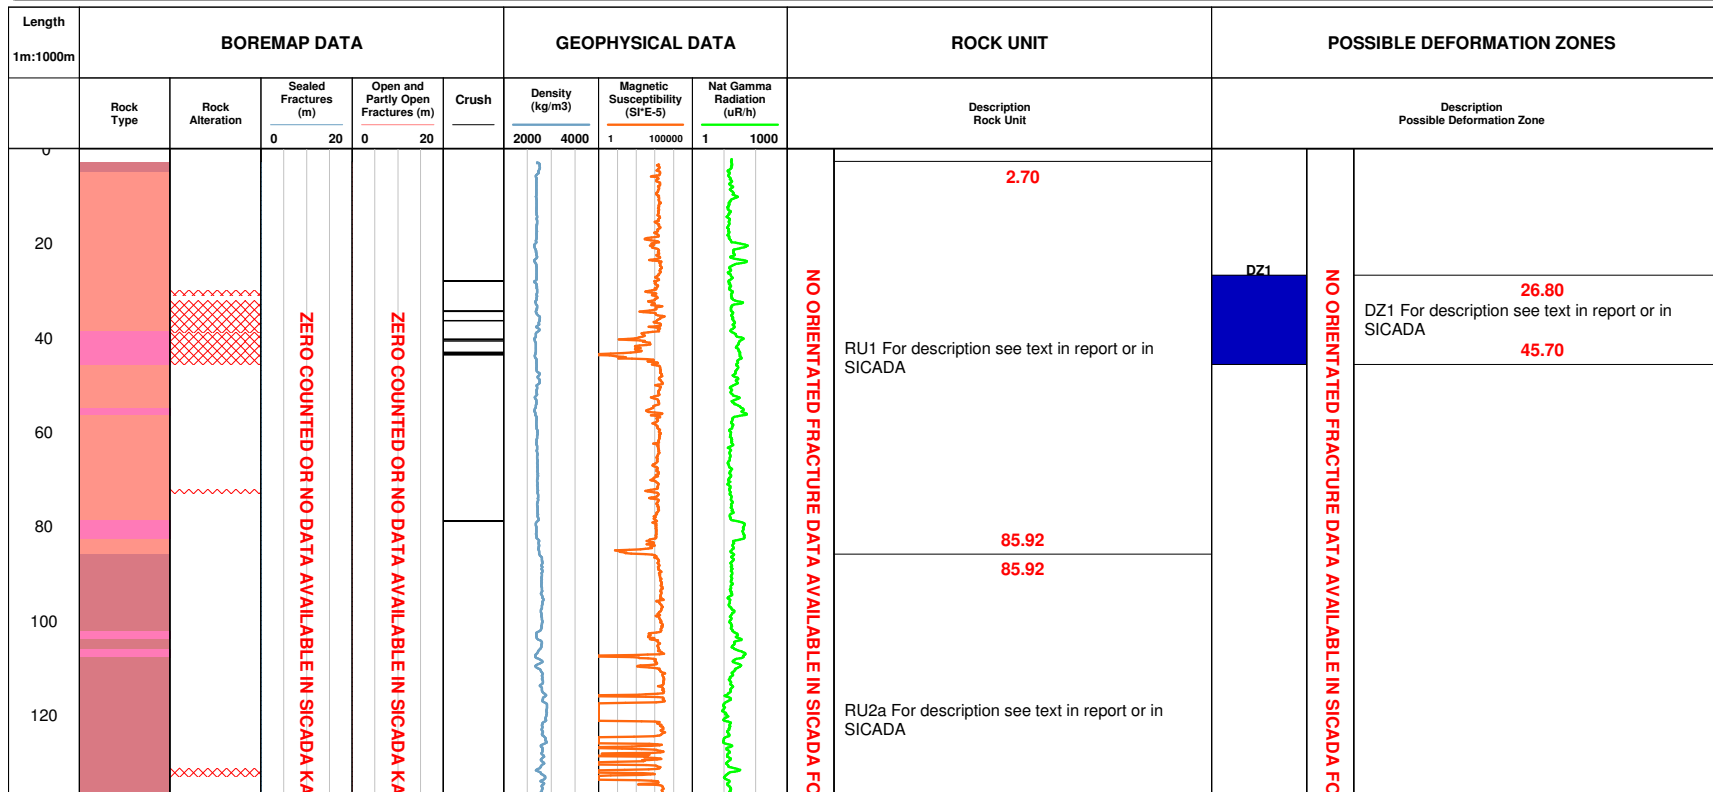 Length
1m:1000m
BOREMAP DATA
GEOPHYSICAL DATA
ROCK UNIT
POSSIBLE DEFORMATION ZONES
Rock
Type
Rock
Alteration
Sealed
Fractures
(m)
0 20
Open and
Partly Open
Fractures (m)
0 20
Crush
Density
(kg/m3)
2000 4000
Magnetic
Susceptibility
(SI*E-5)
1 100000
Nat Gamma
Radiation
(uR/h)
1 1000
Description
Rock Unit
Description
Possible Deformation Zone
0
20
40
60
80
100
120
ZERO COUNTED OR NO DATA AVAILABLE IN SICADA KA
ZERO COUNTED OR NO DATA AVAILABLE IN SICADA KA
NO ORIENTATED FRACTURE DATA AVAILABLE IN SICADA FO
2.70
RU1 For description see text in report or in
SICADA
85.92
85.92
RU2a For description see text in report or in
SICADA
DZ1
NO ORIENTATED FRACTURE DATA AVAILABLE IN SICADA FO
26.80
DZ1 For description see text in report or in
SICADA
45.70